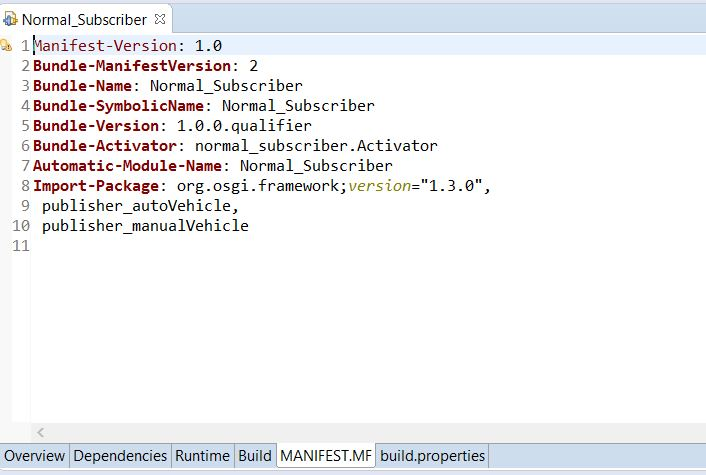 Normal_Subscriber
1 Manifest-Version: 1.0
2 Bundle-ManifestVersion: 2
3 Bundle-Name: Normal_Subscriber
4 Bundle-SymbolicName: Normal_Subscriber
5 Bundle-Version: 1.0.0.qualifier
6 Bundle-Activator: normal_subscriber.Activator
7 Automatic-Module-Name: Normal_Subscriber
8 Import-Package: org.osgi.framework;version="1.3.0",
9  publisher_autoVehicle,
10  publisher_manualVehicle
11
Overview Dependencies Runtime Build MANIFEST.MF build.properties